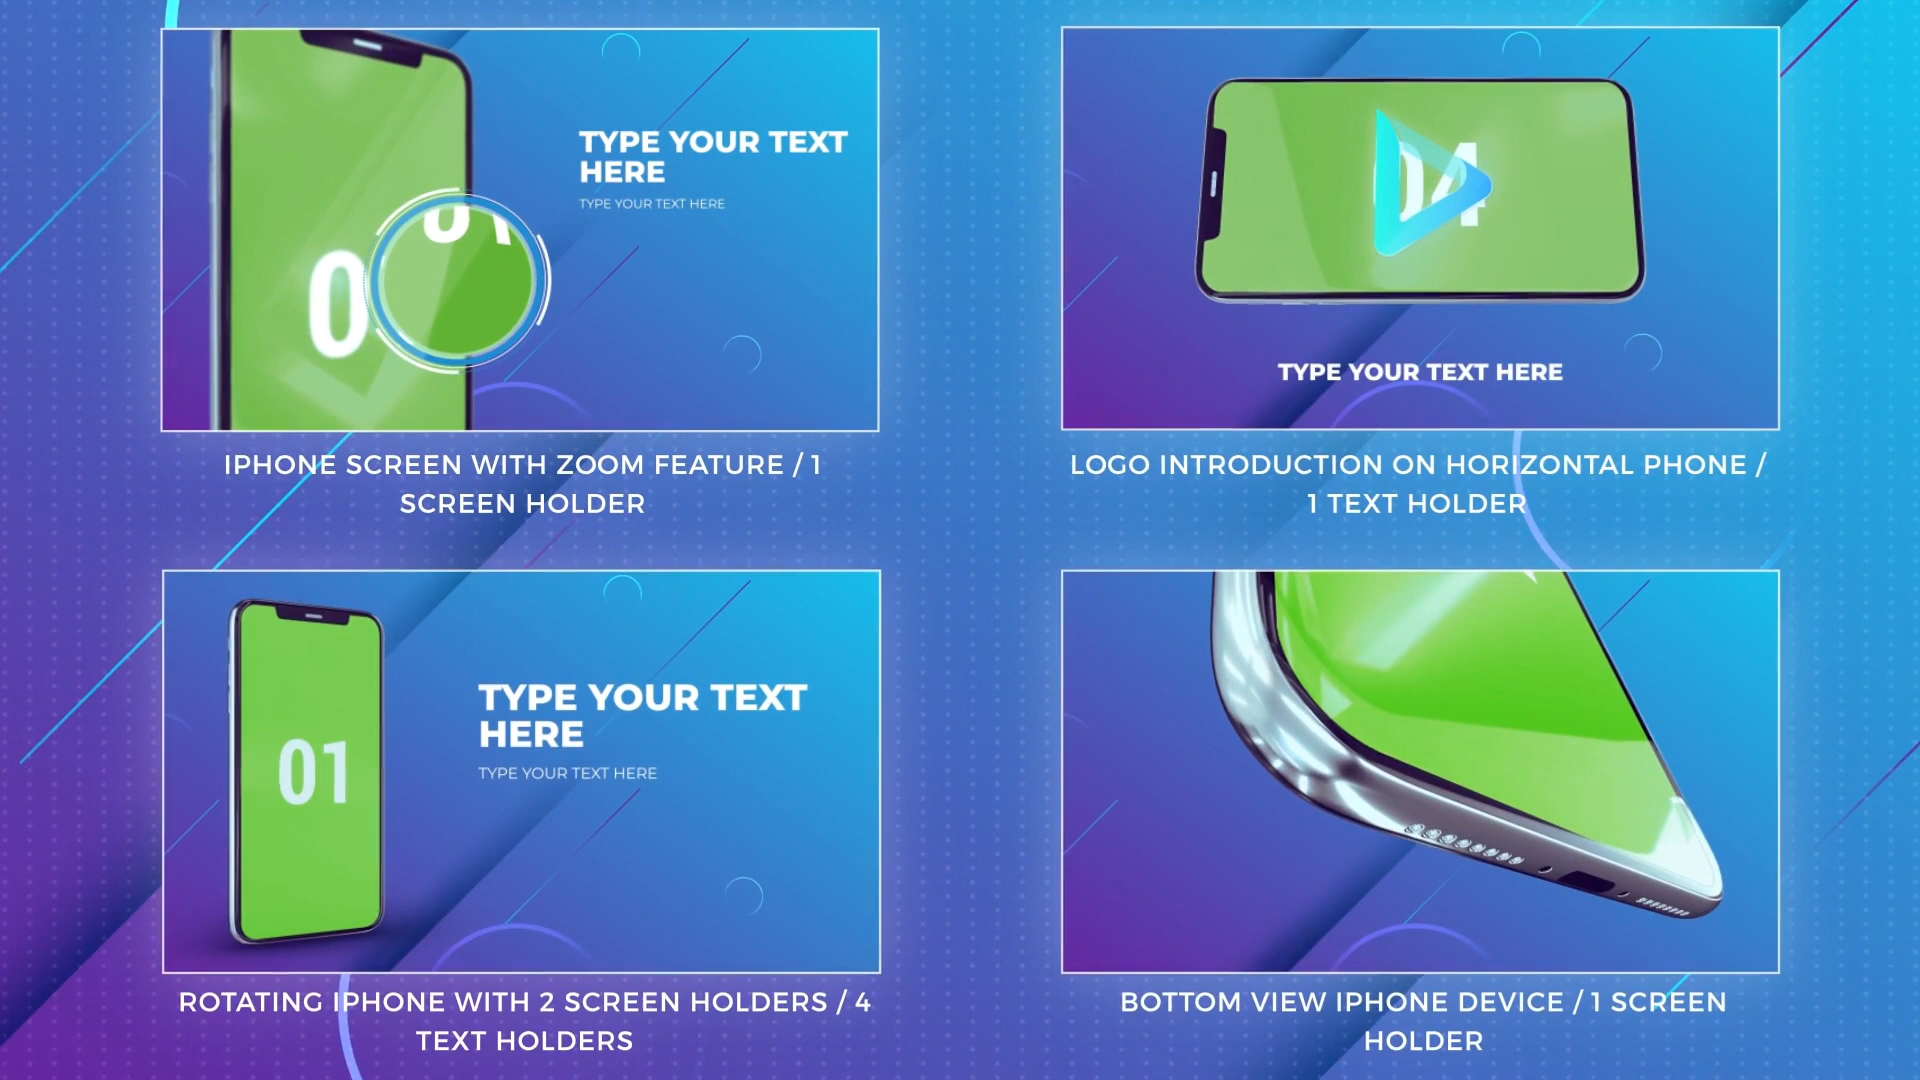 TYPE YOUR TEXT
HERE
TYPE YOUR TEXT HERE
01
0
IPHONE SCREEN WITH ZOOM FEATURE / 1
SCREEN HOLDER
04
TYPE YOUR TEXT HERE
LOGO INTRODUCTION ON HORIZONTAL PHONE /
1 TEXT HOLDER
TYPE YOUR TEXT
HERE
01
TYPE YOUR TEXT HERE
ROTATING IPHONE WITH 2 SCREEN HOLDERS / 4
TEXT HOLDERS
BOTTOM VIEW IPHONE DEVICE / 1 SCREEN
HOLDER